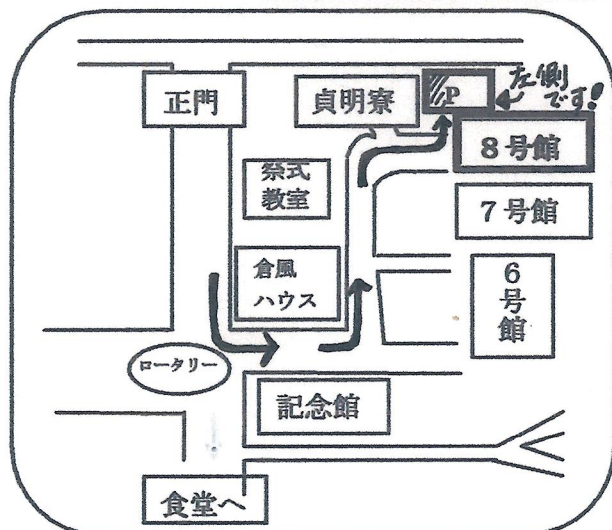 正門
貞明寮
P
左側
です!
8号館
祭式
教室
7号館
倉風
ハウス
6
号
館
ロータリー
記念館
食堂へ